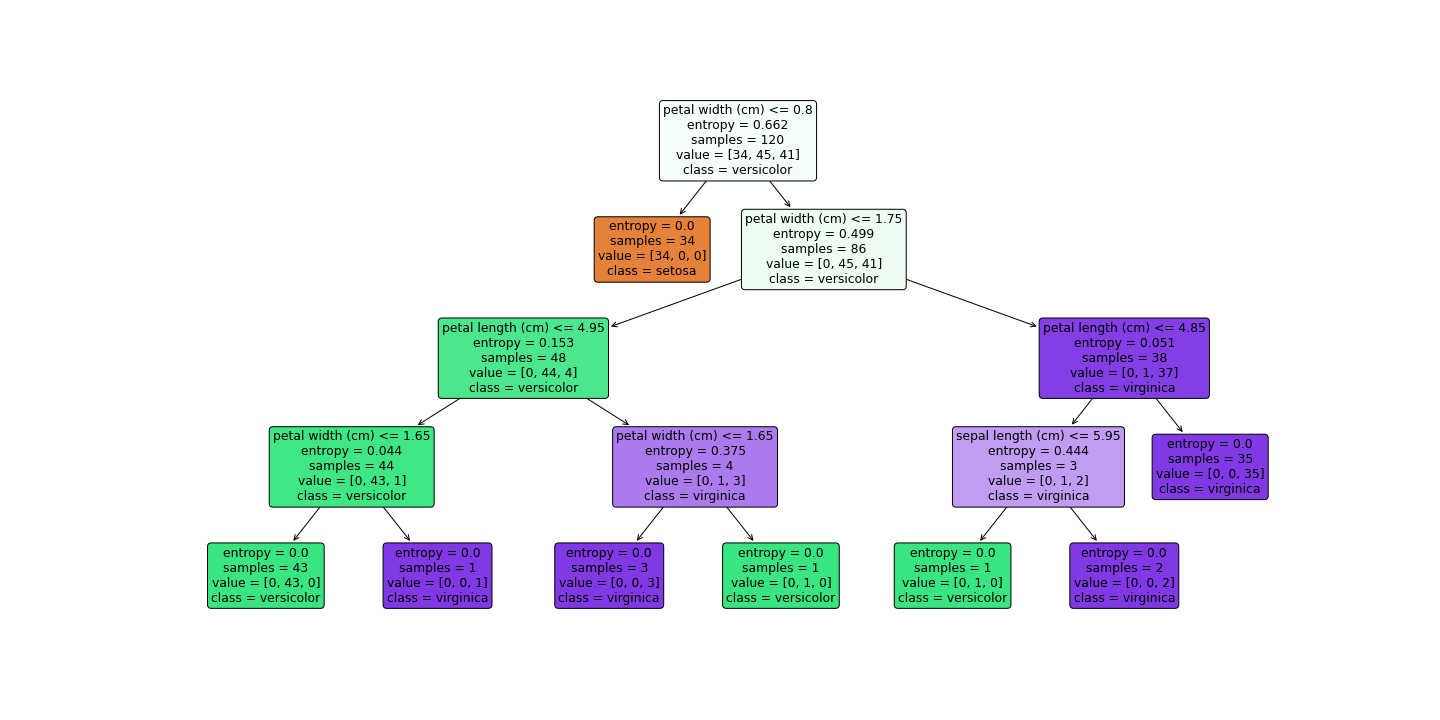 petal width (cm) <= 0.8
entropy = 0.662
samples = 120
value = [34, 45, 41]
class = versicolor
entropy = 0.0
samples = 34
value = [34, 0, 0]
class = setosa
petal width (cm) <= 1.75
entropy = 0.499
samples = 86
value = [0, 45, 41]
class = versicolor
petal length (cm) <= 4.95
entropy = 0.153
samples = 48
value = [0, 44, 4]
class = versicolor
petal length (cm) <= 4.85
entropy = 0.051
samples = 38
value = [0, 1, 37]
class = virginica
petal width (cm) <= 1.65
entropy = 0.044
samples = 44
value = [0, 43, 1]
class = versicolor
petal width (cm) <= 1.65
entropy = 0.375
samples = 4
value = [0, 1, 3]
class = virginica
sepal length (cm) <= 5.95
entropy = 0.444
samples = 3
value = [0, 1, 2]
class = virginica
entropy = 0.0
samples = 35
value = [0, 0, 35]
class = virginica
entropy = 0.0
samples = 43
value = [0, 43, 0]
class = versicolor
entropy = 0.0
samples = 1
value = [0, 0, 1]
class = virginica
entropy = 0.0
samples = 3
value = [0, 0, 3]
class = virginica
entropy = 0.0
samples = 1
value = [0, 1, 0]
class = versicolor
entropy = 0.0
samples = 1
value = [0, 1, 0]
class = versicolor
entropy = 0.0
samples = 2
value = [0, 0, 2]
class = virginica